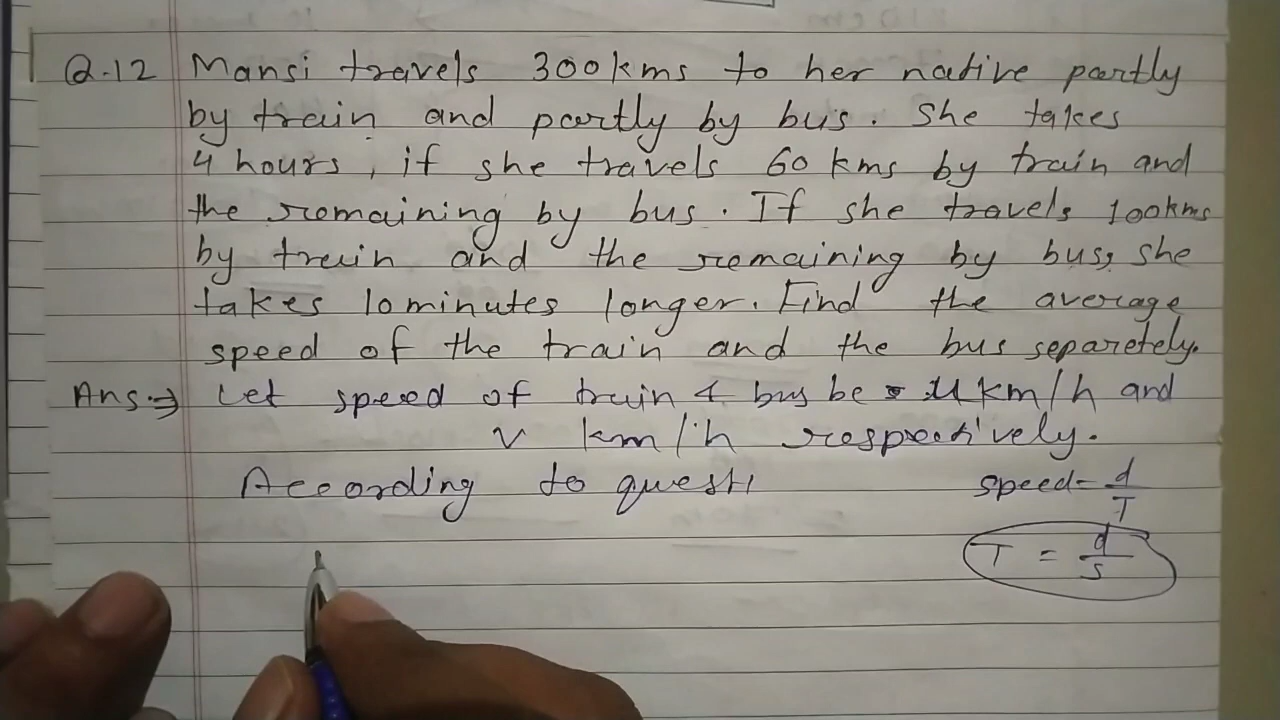 Q.12 Mansi travels 300kms to her native partly
by train and partly by bus. She takes
4 hours, if she travels 60 kms by train and
the remaining by bus. If she travels 100kms
by train and the remaining by bus, she
takes 10 minutes longer. Find the average
speed of the train and the bus separetely.
Ans.⇒ Let speed of train & bus be u km/h and
v km/h respectively.
According to questi
speed = d/T
T = d/s